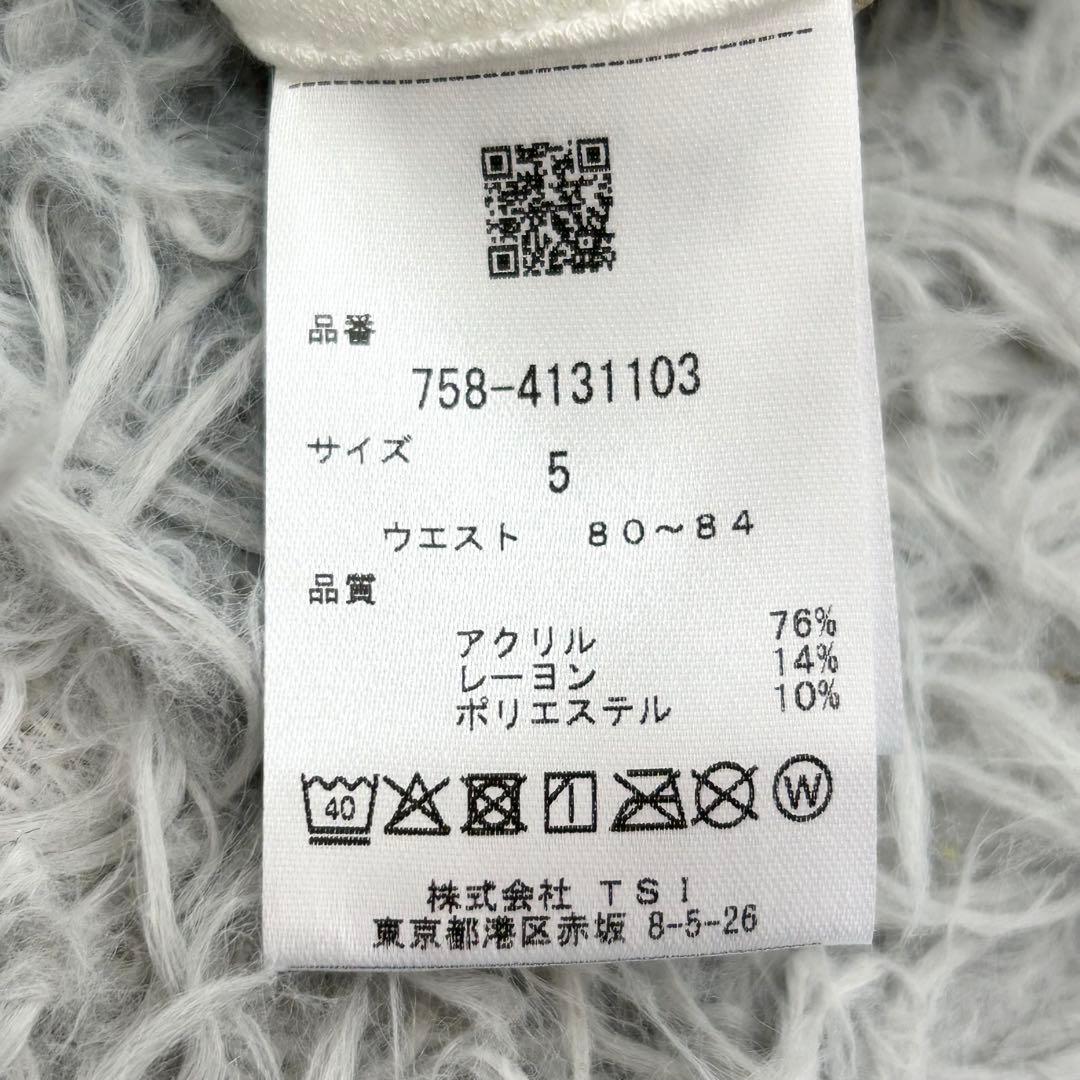 品番
758-4131103
サイズ
5
ウエスト 80～84
品質
アクリル 76%
レーヨン 14%
ポリエステル 10%
40 W
株式会社 TSI
東京都港区赤坂 8-5-26